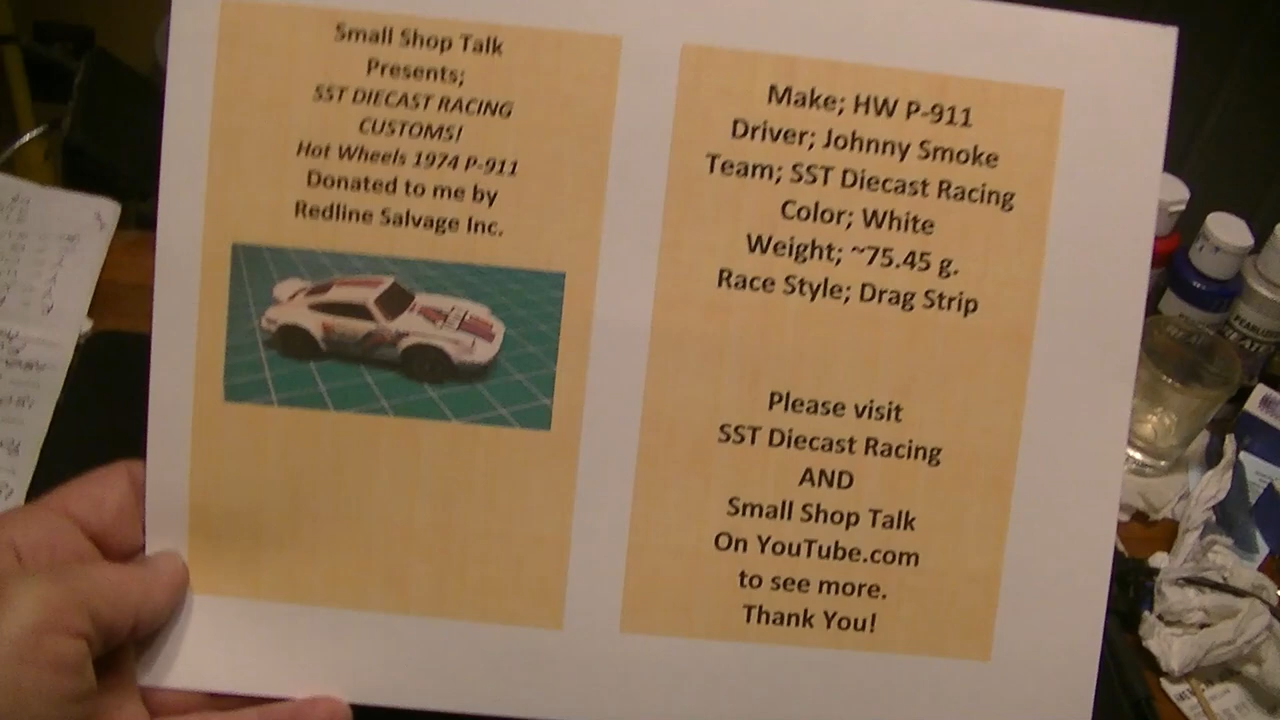 Small Shop Talk
Presents;
SST DIECAST RACING
CUSTOMS!
Hot Wheels 1974 P-911
Donated to me by
Redline Salvage Inc.
Make; HW P-911
Driver; Johnny Smoke
Team; SST Diecast Racing
Color; White
Weight; ~75.45 g.
Race Style; Drag Strip
Please visit
SST Diecast Racing
AND
Small Shop Talk
On YouTube.com
to see more.
Thank You!